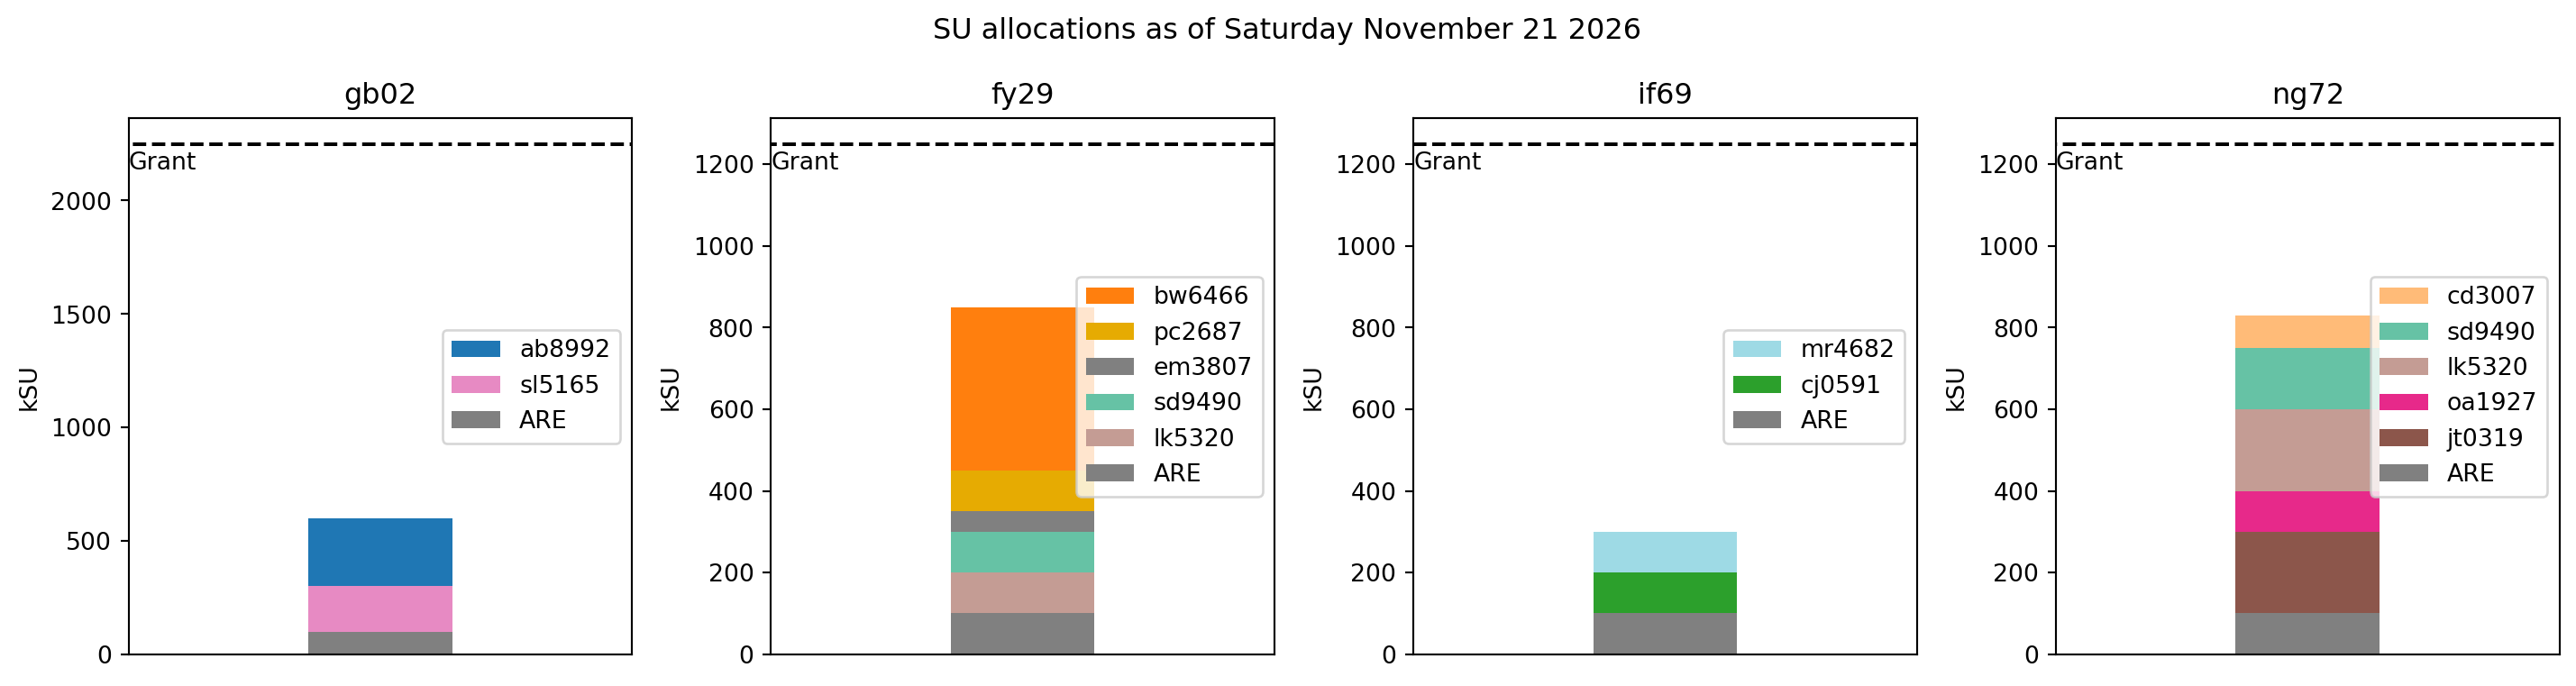 SU allocations as of Saturday November 21 2026
gb02
Grant
2000
1500
1000
500
0
kSU
ab8992
sl5165
ARE
fy29
Grant
1200
1000
800
600
400
200
0
kSU
bw6466
pc2687
em3807
sd9490
lk5320
ARE
if69
Grant
1200
1000
800
600
400
200
0
kSU
mr4682
cj0591
ARE
ng72
Grant
1200
1000
800
600
400
200
0
kSU
cd3007
sd9490
lk5320
oa1927
jt0319
ARE